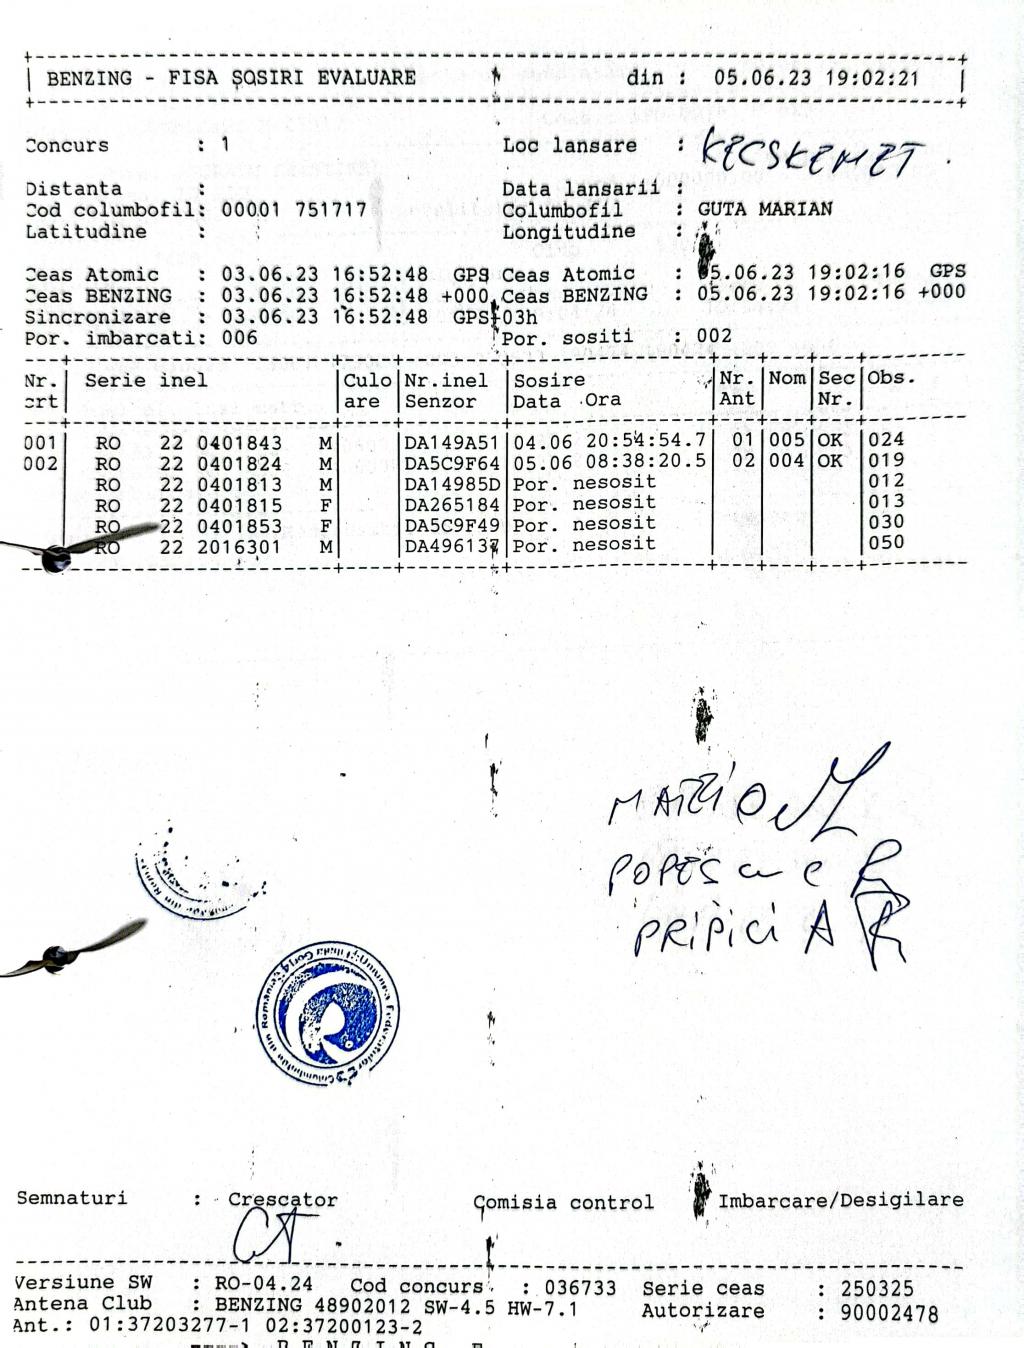 BENZING - FISA SOSIRI EVALUARE din : 05.06.23 19:02:21
Concurs : 1 Loc lansare : KECSKEMET .
Distanta : Data lansarii :
Cod columbofil: 00001 751717 Columbofil : GUTA MARIAN
Latitudine : Longitudine :
Ceas Atomic : 03.06.23 16:52:48 GPS Ceas Atomic : 05.06.23 19:02:16 GPS
Ceas BENZING : 03.06.23 16:52:48 +000 Ceas BENZING : 05.06.23 19:02:16 +000
Sincronizare : 03.06.23 16:52:48 GPS+03h
Por. imbarcati: 006 Por. sositi : 002
Nr. Serie inel Culo Nr.inel Sosire Nr. Nom Sec Obs.
crt are Senzor Data Ora Ant Nr.
001 RO 22 0401843 M DA149A51 04.06 20:54:54.7 01 005 OK 024
002 RO 22 0401824 M DA5C9F64 05.06 08:38:20.5 02 004 OK 019
RO 22 0401813 M DA14985D Por. nesosit 012
RO 22 0401815 F DA265184 Por. nesosit 013
RO 22 0401853 F DA5C9F49 Por. nesosit 030
RO 22 2016301 M DA496137 Por. nesosit 050
POPESCU C
PRIPICI A
Semnaturi : Crescator Comisia control Imbarcare/Desigilare
Versiune SW : RO-04.24 Cod concurs : 036733 Serie ceas : 250325
Antena Club : BENZING 48902012 SW-4.5 HW-7.1 Autorizare : 90002478
Ant.: 01:37203277-1 02:37200123-2